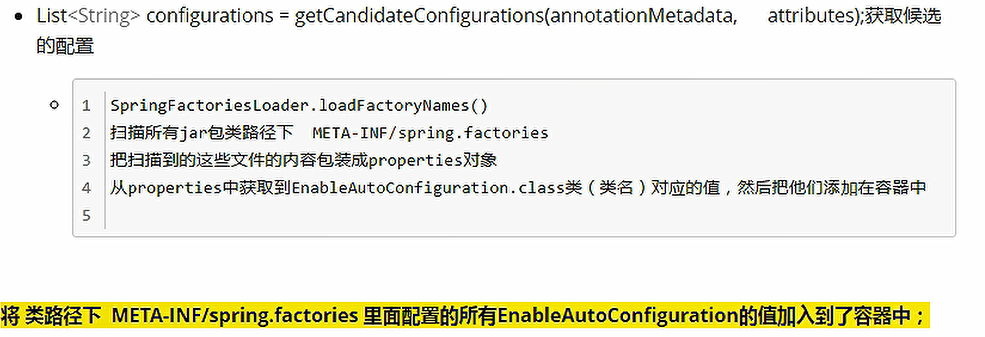 List<String> configurations = getCandidateConfigurations(annotationMetadata, attributes);获取候选
的配置
1 SpringFactoriesLoader.loadFactoryNames()
2 扫描所有jar包类路径下 META-INF/spring.factories
3 把扫描到的这些文件的内容包装成properties对象
4 从properties中获取到EnableAutoConfiguration.class类（类名）对应的值，然后把他们添加在容器中
5
将 类路径下 META-INF/spring.factories 里面配置的所有EnableAutoConfiguration的值加入到了容器中；